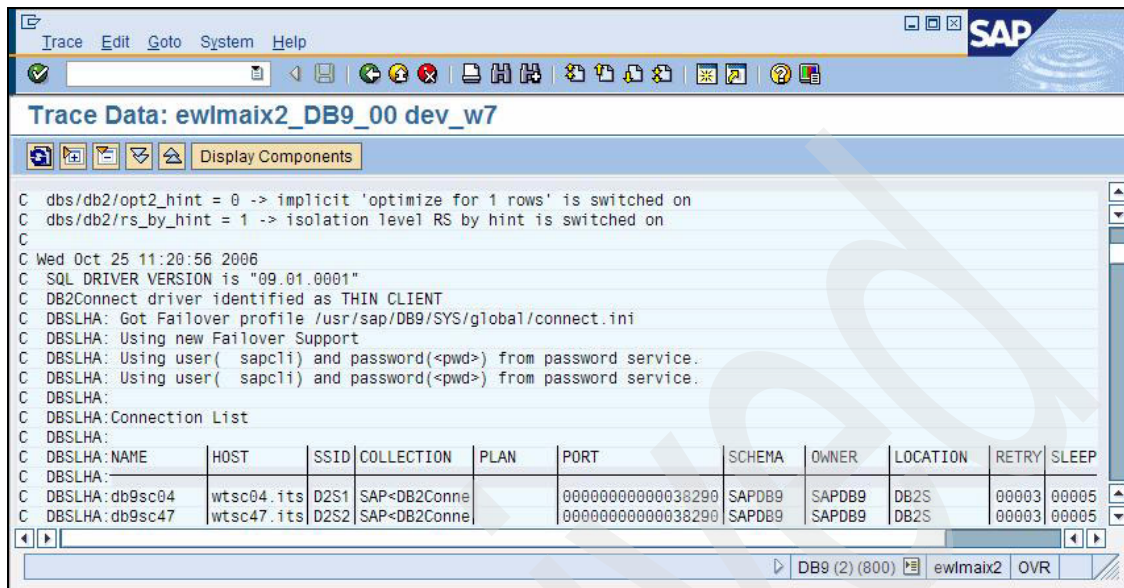 Trace Edit Goto System Help
SAP
Trace Data: ewlmaix2_DB9_00 dev_w7
Display Components
C dbs/db2/opt2_hint = 0 -> implicit 'optimize for 1 rows' is switched on
C dbs/db2/rs_by_hint = 1 -> isolation level RS by hint is switched on
C
C Wed Oct 25 11:20:56 2006
C SQL DRIVER VERSION is "09.01.0001"
C DB2Connect driver identified as THIN CLIENT
C DBSLHA: Got Failover profile /usr/sap/DB9/SYS/global/connect.ini
C DBSLHA: Using new Failover Support
C DBSLHA: Using user( sapcli) and password(<pwd>) from password service.
C DBSLHA: Using user( sapcli) and password(<pwd>) from password service.
C DBSLHA:
C DBSLHA:Connection List
C DBSLHA:
C DBSLHA:NAME |HOST |SSID|COLLECTION |PLAN |PORT |SCHEMA |OWNER |LOCATION |RETRY|SLEEP
C DBSLHA:
C DBSLHA:db9sc04 |wtsc04.its|D2S1|SAP<DB2Conne| |00000000000038290|SAPDB9 |SAPDB9 |DB2S |00003|00005
C DBSLHA:db9sc47 |wtsc47.its|D2S2|SAP<DB2Conne| |00000000000038290|SAPDB9 |SAPDB9 |DB2S |00003|00005
DB9 (2) (800) ewlmaix2 OVR